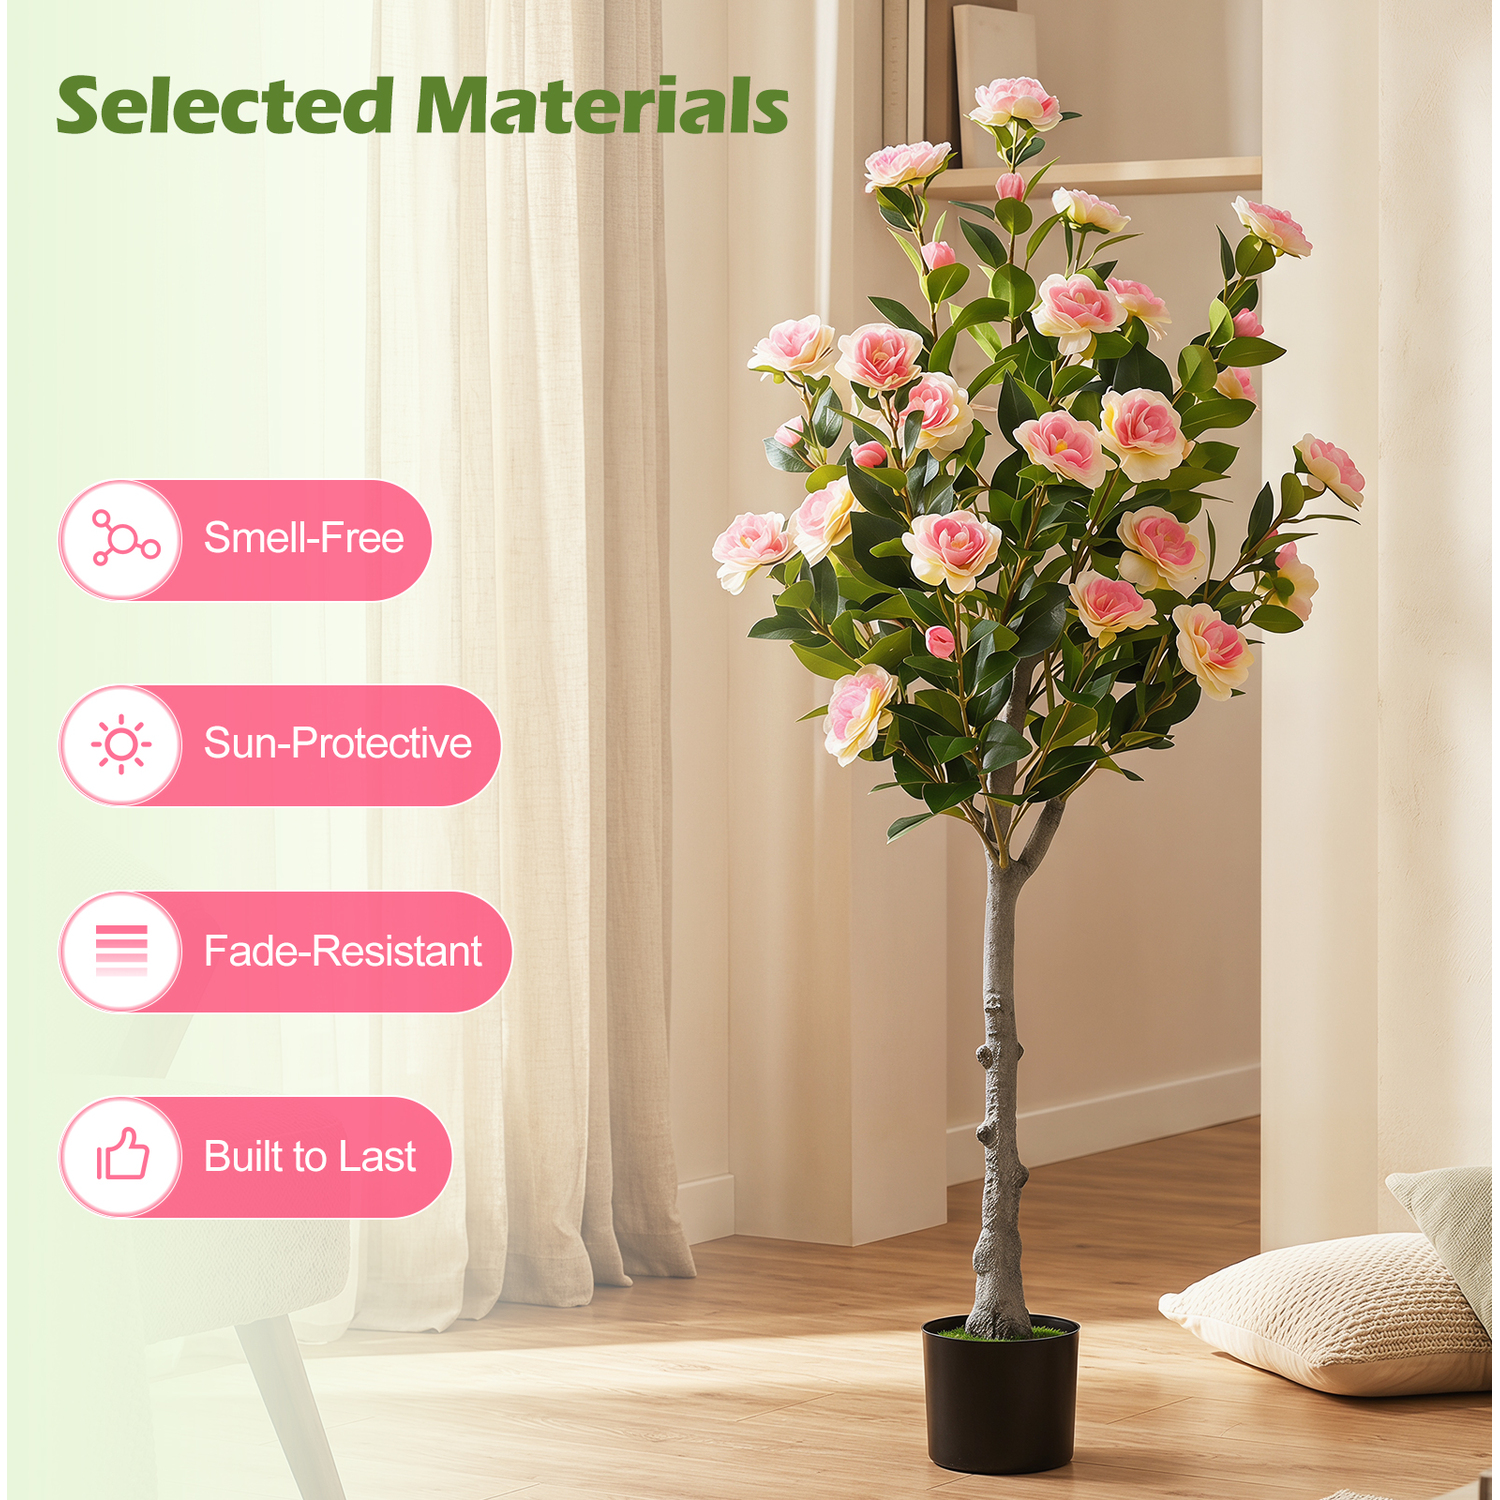 Selected Materials
Smell-Free
Sun-Protective
Fade-Resistant
Built to Last